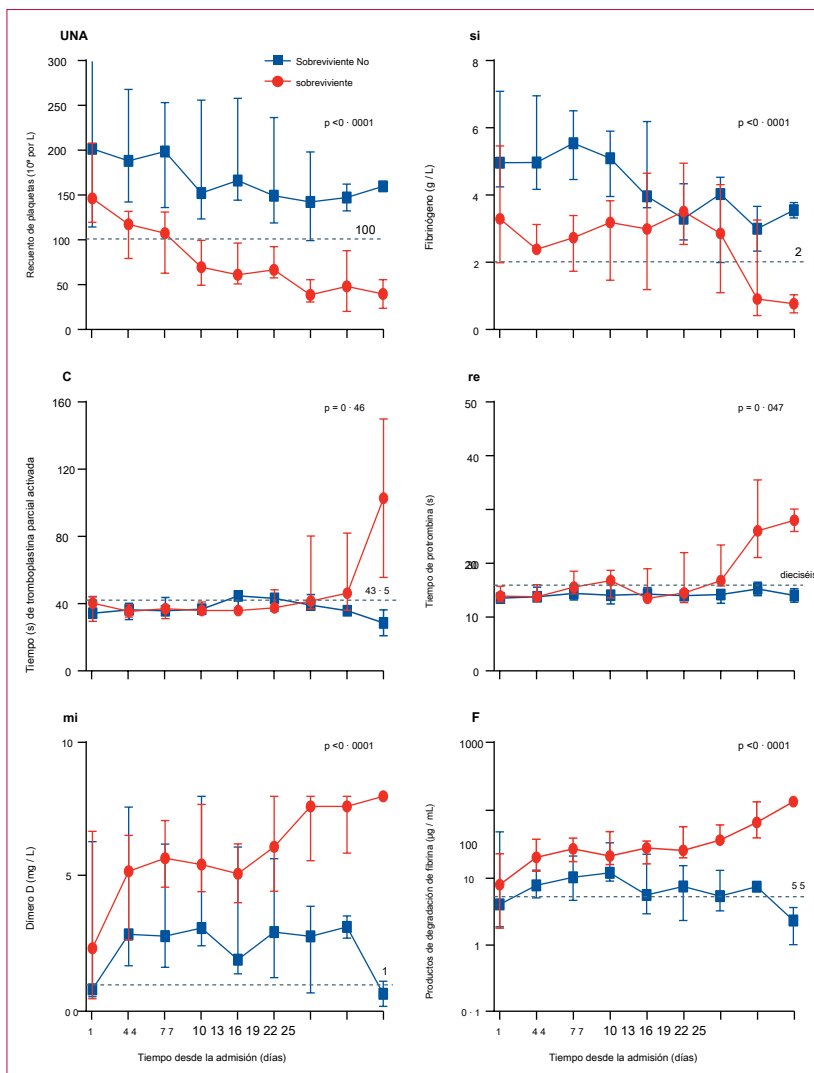 UNA
Recuento de plaquetas (10⁹ por L)
300
250
200
150
100
50
0
Sobreviviente No
sobreviviente
p <0 · 0001
100
si
Fibrinógeno (g / L)
8
6
4
2
0
p <0 · 0001
2
C
Tiempo (s) de tromboplastina parcial activada
160
120
80
40
0
p = 0 · 46
43 · 5
re
Tiempo de protrombina (s)
50
40
30
20
10
0
p = 0 · 047
dieciséis
mi
Dímero D (mg / L)
10
5
0 0
p <0 · 0001
1
1 4 4 7 7 10 13 16 19 22 25
Tiempo desde la admisión (días)
F
Productos de degradación de fibrina (µg / mL)
1000
100
10
1
0 · 1
p <0 · 0001
5 5
1 4 4 7 7 10 13 16 19 22 25
Tiempo desde la admisión (días)